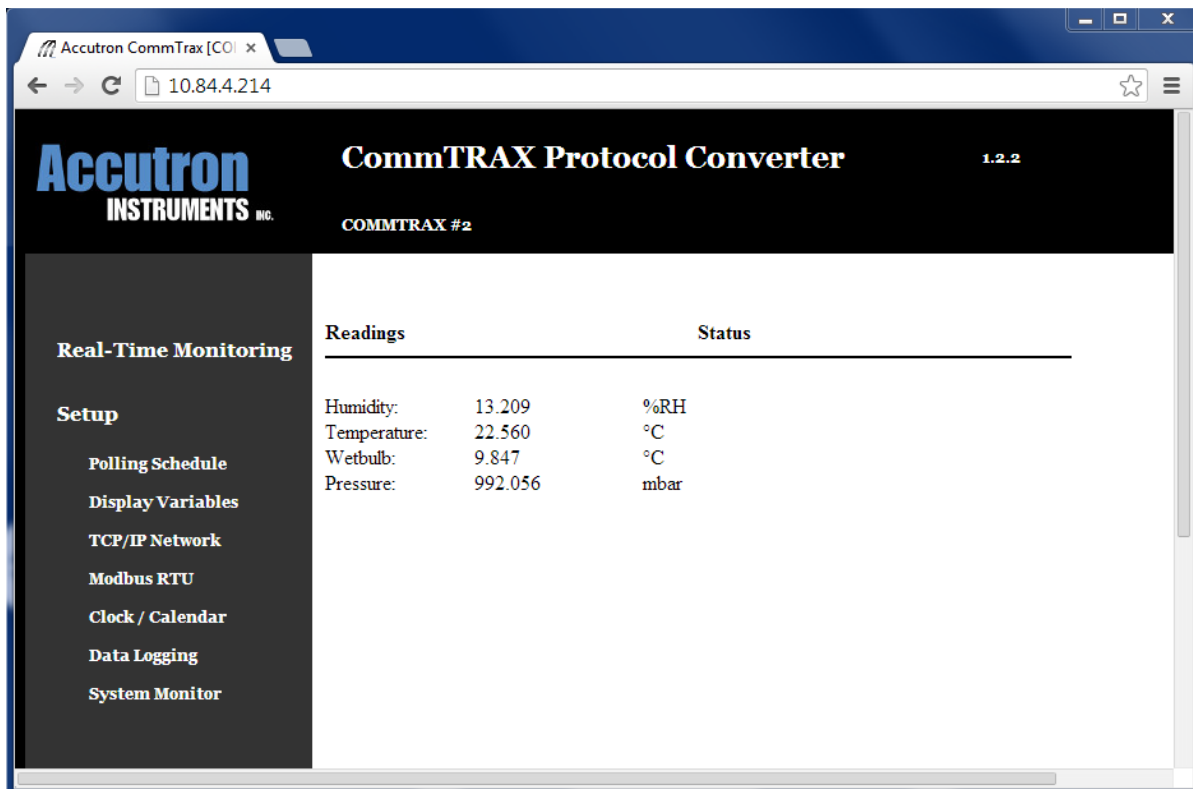 Accutron CommTrax [COI
10.84.4.214
Accutron
INSTRUMENTS INC.
CommTRAX Protocol Converter 1.2.2
COMMTRAX #2
Real-Time Monitoring
Setup
Polling Schedule
Display Variables
TCP/IP Network
Modbus RTU
Clock / Calendar
Data Logging
System Monitor
Readings Status
Humidity: 13.209 %RH
Temperature: 22.560 °C
Wetbulb: 9.847 °C
Pressure: 992.056 mbar